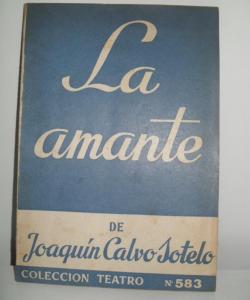 La
amante
DE
Joaquín Calvo-Sotelo
COLECCION TEATRO Nº 583